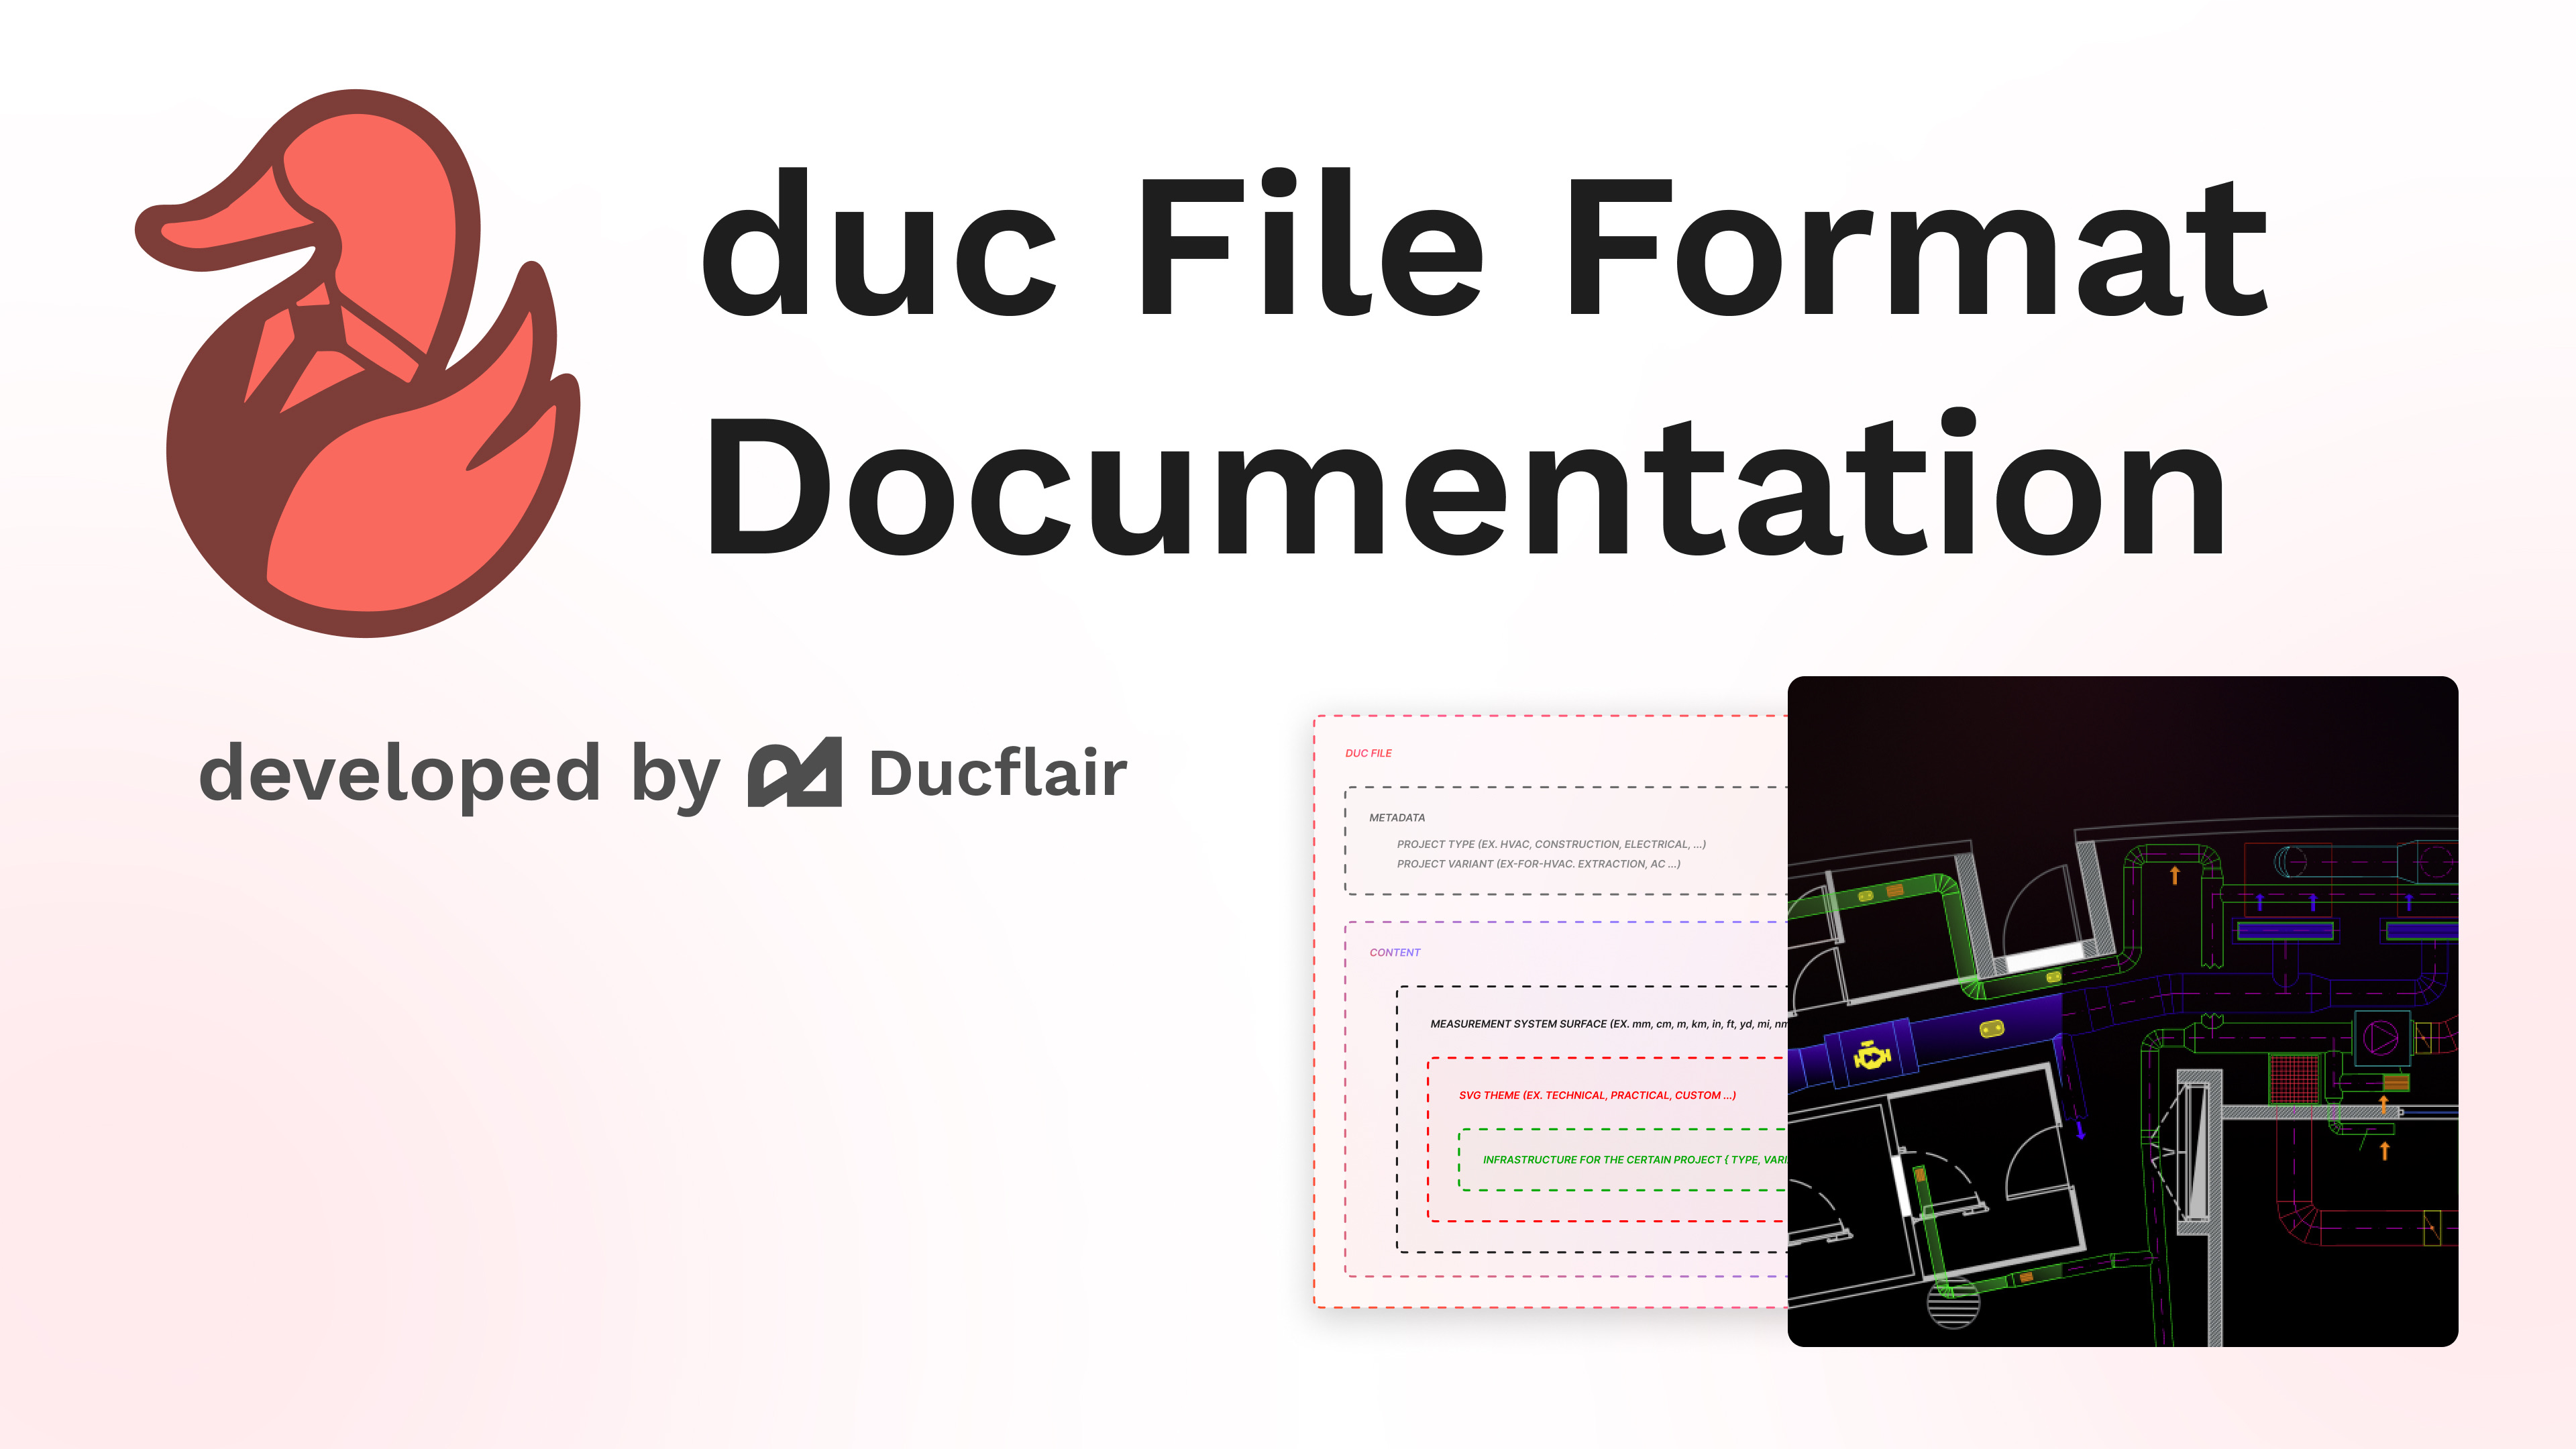 duc File Format
Documentation
developed by Ducflair
DUC FILE
METADATA
PROJECT TYPE (EX. HVAC, CONSTRUCTION, ELECTRICAL, ...)
PROJECT VARIANT (EX-FOR-HVAC. EXTRACTION, AC ...)
CONTENT
MEASUREMENT SYSTEM SURFACE (EX. mm, cm, m, km, in, ft, yd, mi, nm
SVG THEME (EX. TECHNICAL, PRACTICAL, CUSTOM ...)
INFRASTRUCTURE FOR THE CERTAIN PROJECT { TYPE, VARI